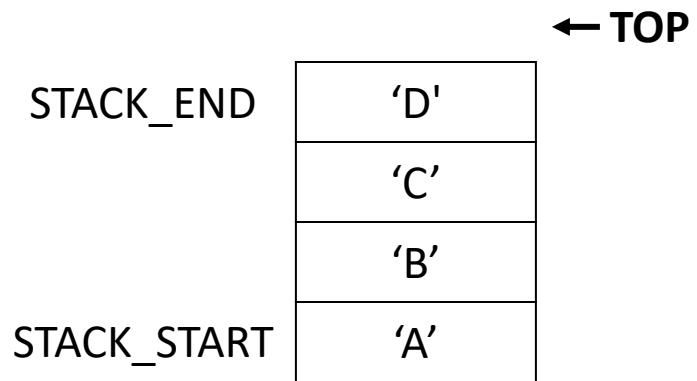 ← TOP
STACK_END ‘D'
‘C’
‘B’
STACK_START ‘A’